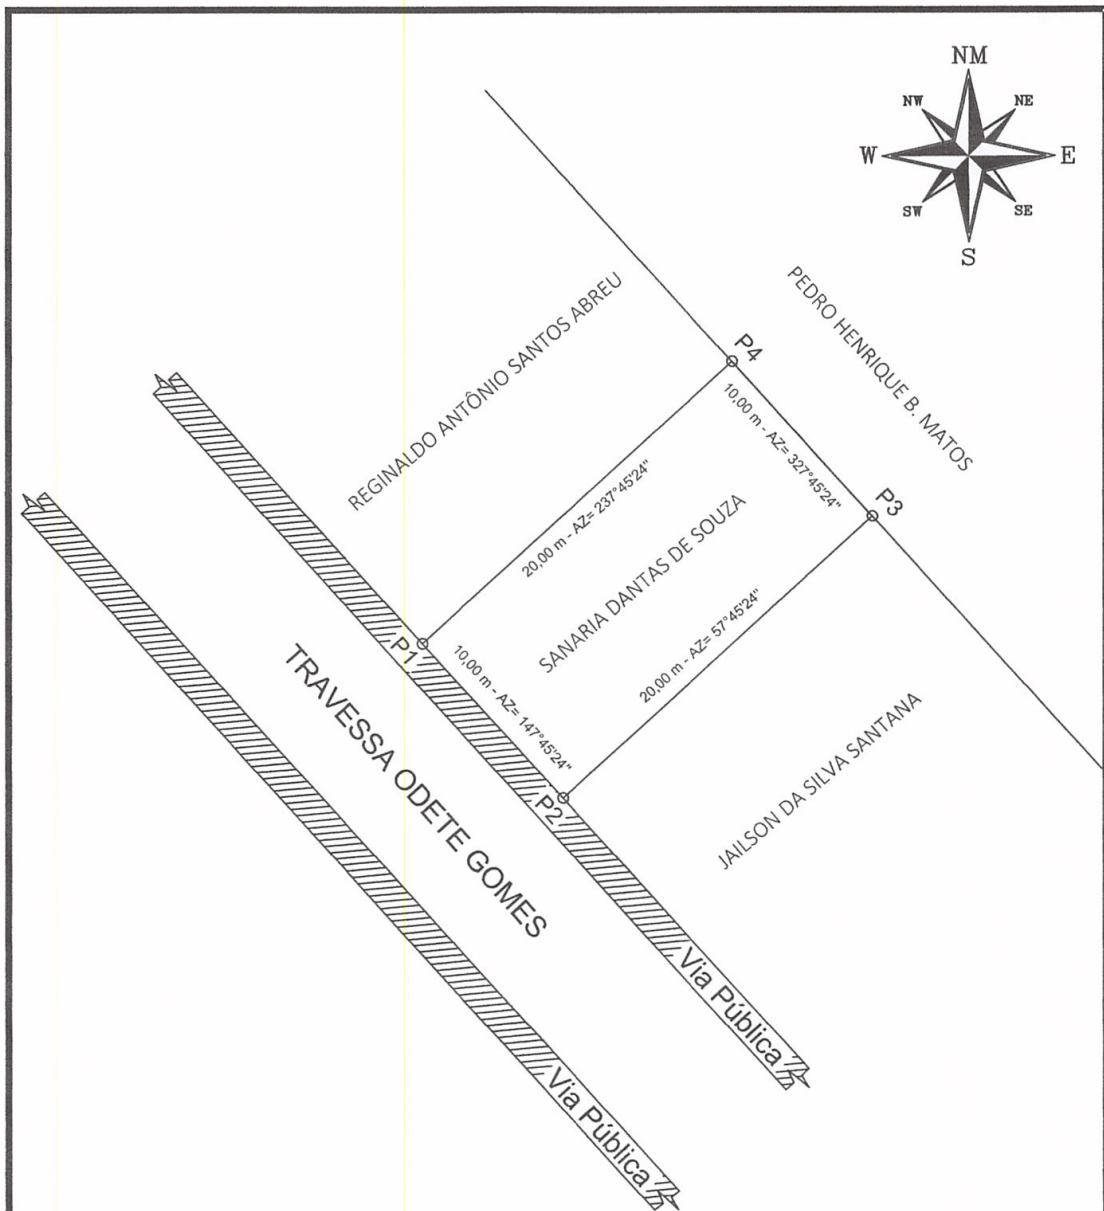 NM
NW
NE
W
E
SW
SE
S
PEDRO HENRIQUE B. MATOS
REGINALDO ANTÔNIO SANTOS ABREU
P4
10,00 m - AZ= 327°45'24"
P3
20,00 m - AZ= 237°45'24"
SANARIA DANTAS DE SOUZA
20,00 m - AZ= 57°45'24"
P1
10,00 m - AZ= 147°45'24"
P2
TRAVESSA ODETE GOMES
JAILSON DA SILVA SANTANA
Via Pública
Via Pública